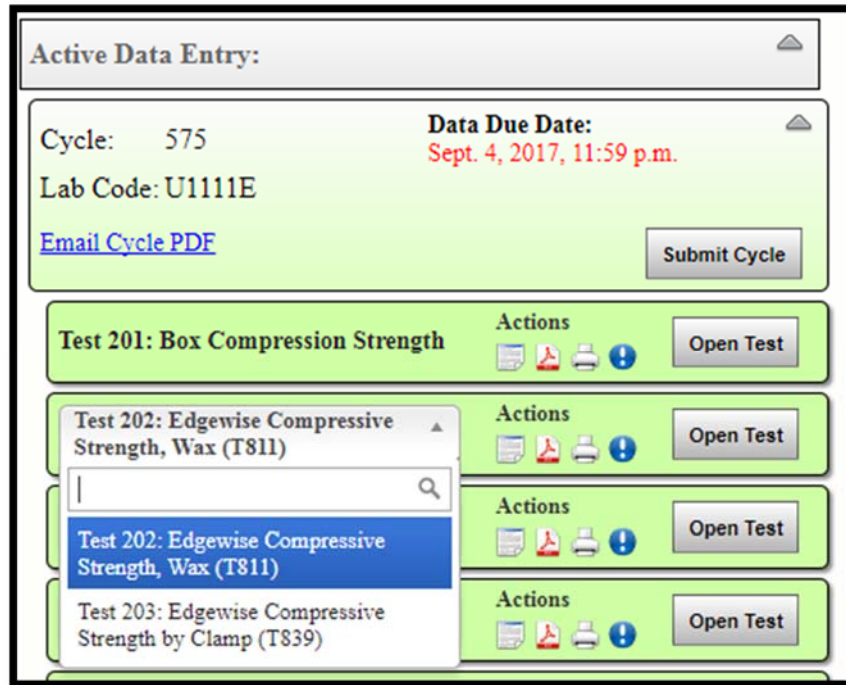 Active Data Entry:
Cycle: 575
Data Due Date:
Sept. 4, 2017, 11:59 p.m.
Lab Code: U1111E
Email Cycle PDF
Submit Cycle
Test 201: Box Compression Strength
Actions
Open Test
Test 202: Edgewise Compressive
Strength, Wax (T811)
Actions
Open Test
Test 202: Edgewise Compressive
Strength, Wax (T811)
Actions
Open Test
Test 203: Edgewise Compressive
Strength by Clamp (T839)
Actions
Open Test